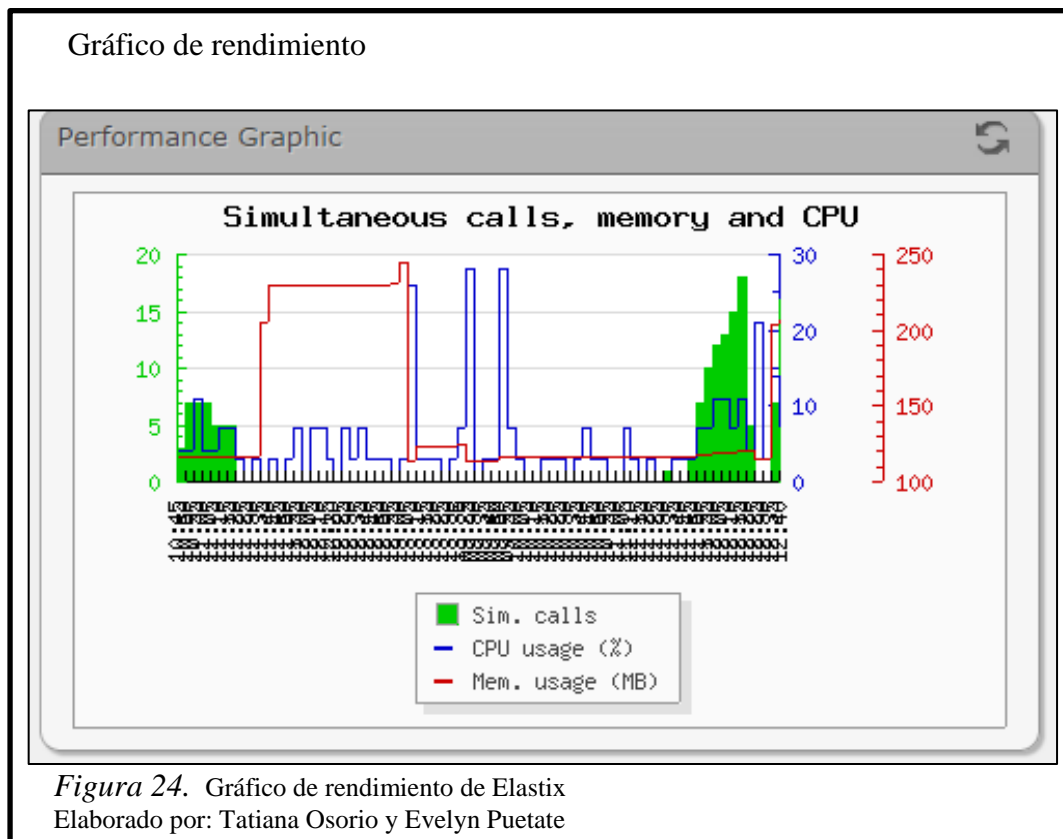 Gráfico de rendimiento
Performance Graphic
Simultaneous calls, memory and CPU
20 30 250
15 20 200
10 10 150
5
0 0 100
Sim. calls
CPU usage (%)
Mem. usage (MB)
Figura 24. Gráfico de rendimiento de Elastix
Elaborado por: Tatiana Osorio y Evelyn Puetate